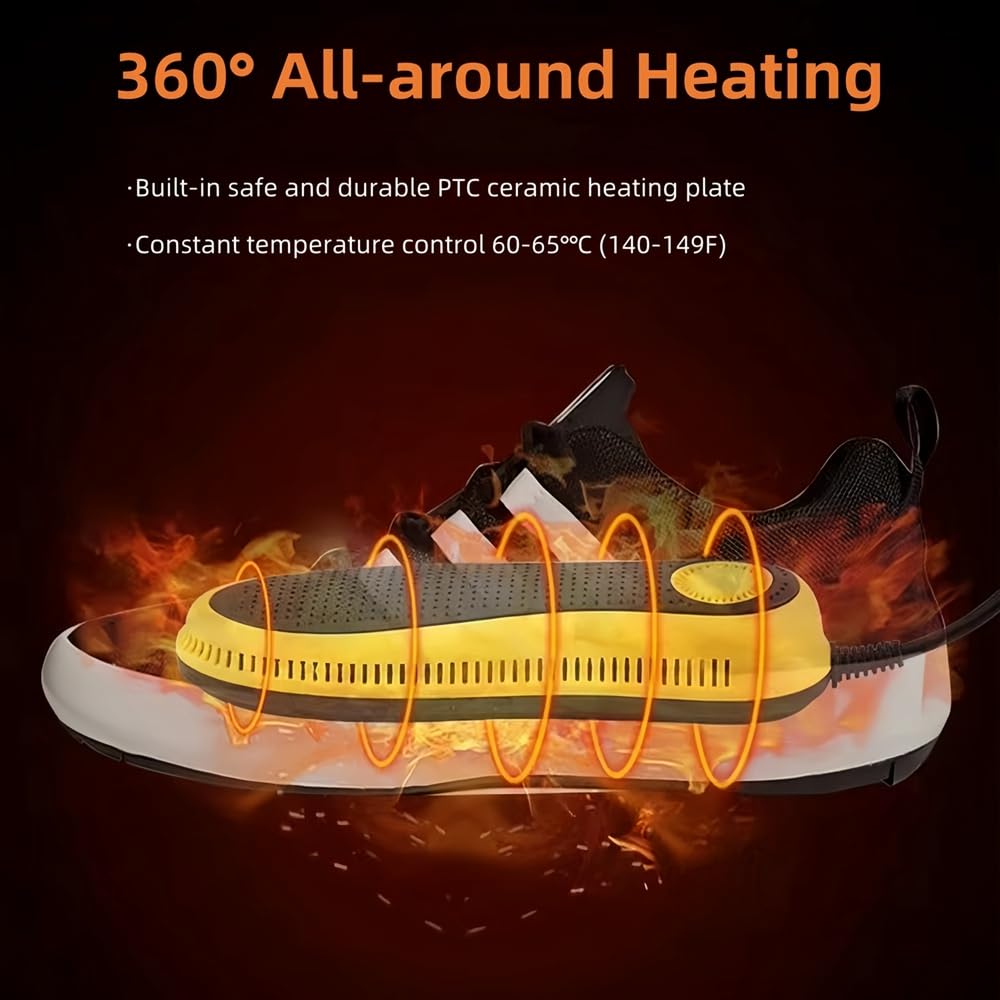 360° All-around Heating
·Built-in safe and durable PTC ceramic heating plate
·Constant temperature control 60-65°°C (140-149F)